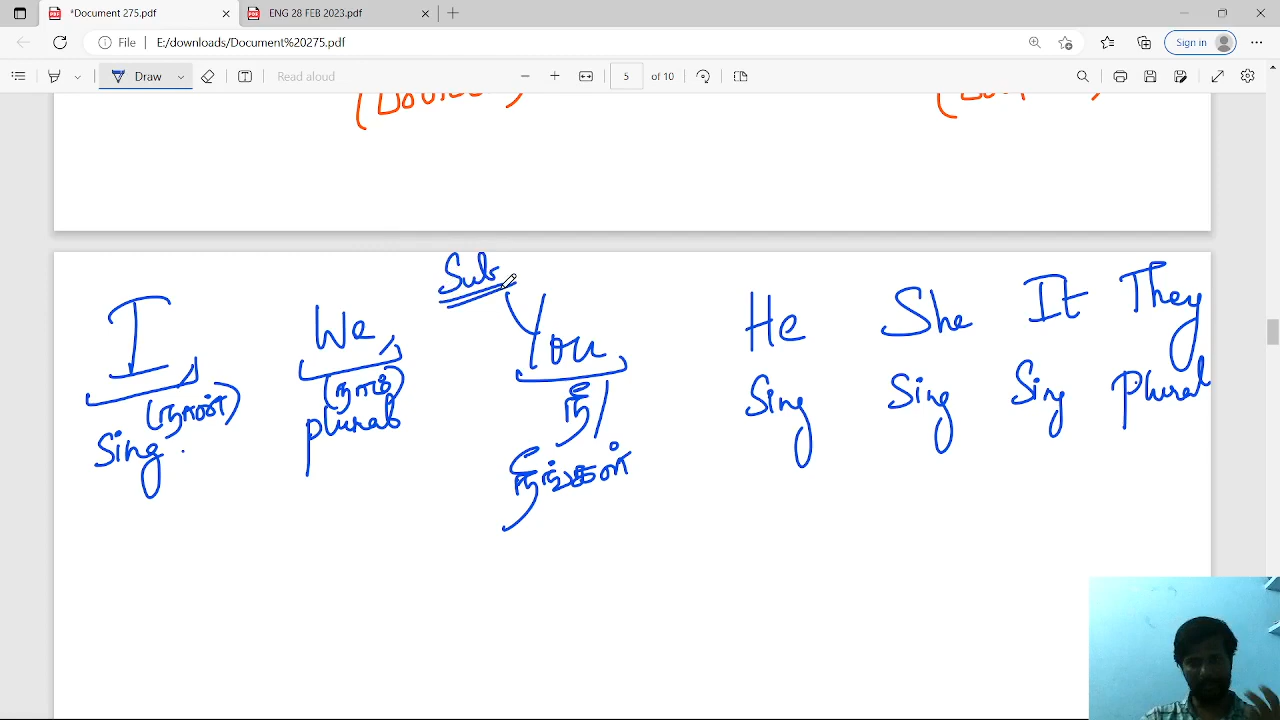 *Document 275.pdf
ENG 28 FEB 2023.pdf
File E:/downloads/Document%20275.pdf
Sign in
Draw
Read aloud
5 of 10
Sub
I We, You He She It They
(நான்) (நாம்) நீ/
Sing. plural நீங்கள் Sing Sing Sing plural